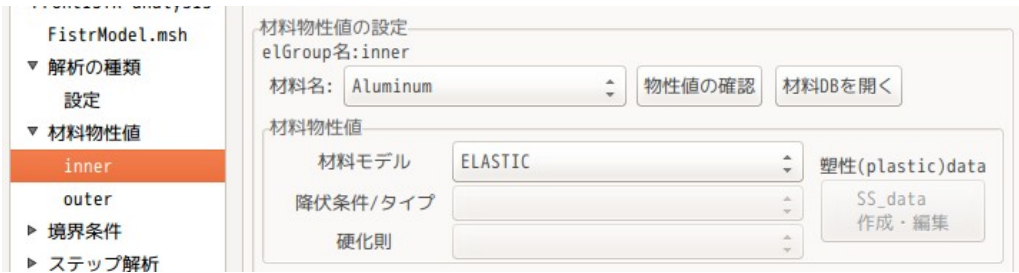 FistrModel.msh
解析の種類
設定
材料物性値
inner
outer
境界条件
ステップ解析
材料物性値の設定
elGroup名:inner
材料名: Aluminum 物性値の確認 材料DBを開く
材料物性値
材料モデル ELASTIC
塑性(plastic)data
降伏条件/タイプ
SS_data
作成・編集
硬化則